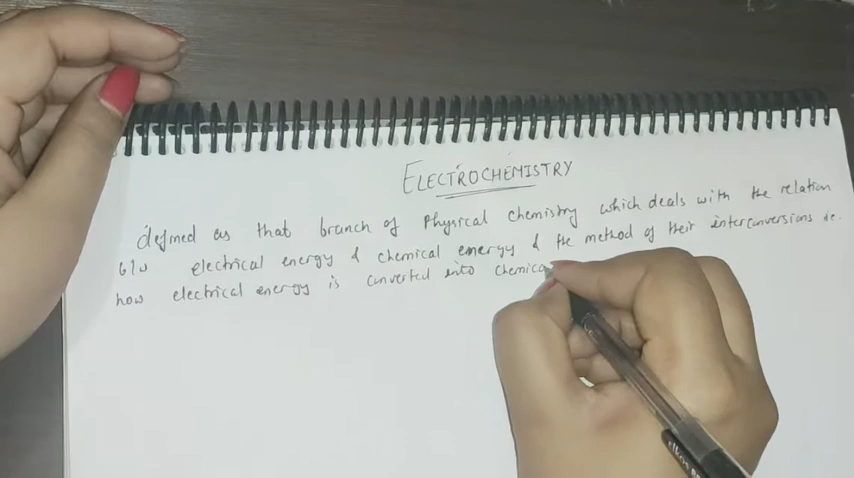 ELECTROCHEMISTRY
defined as that branch of Physical chemistry which deals with the relation
b/w electrical energy & chemical energy & the method of their interconversions i.e.
how electrical energy is converted into chemica